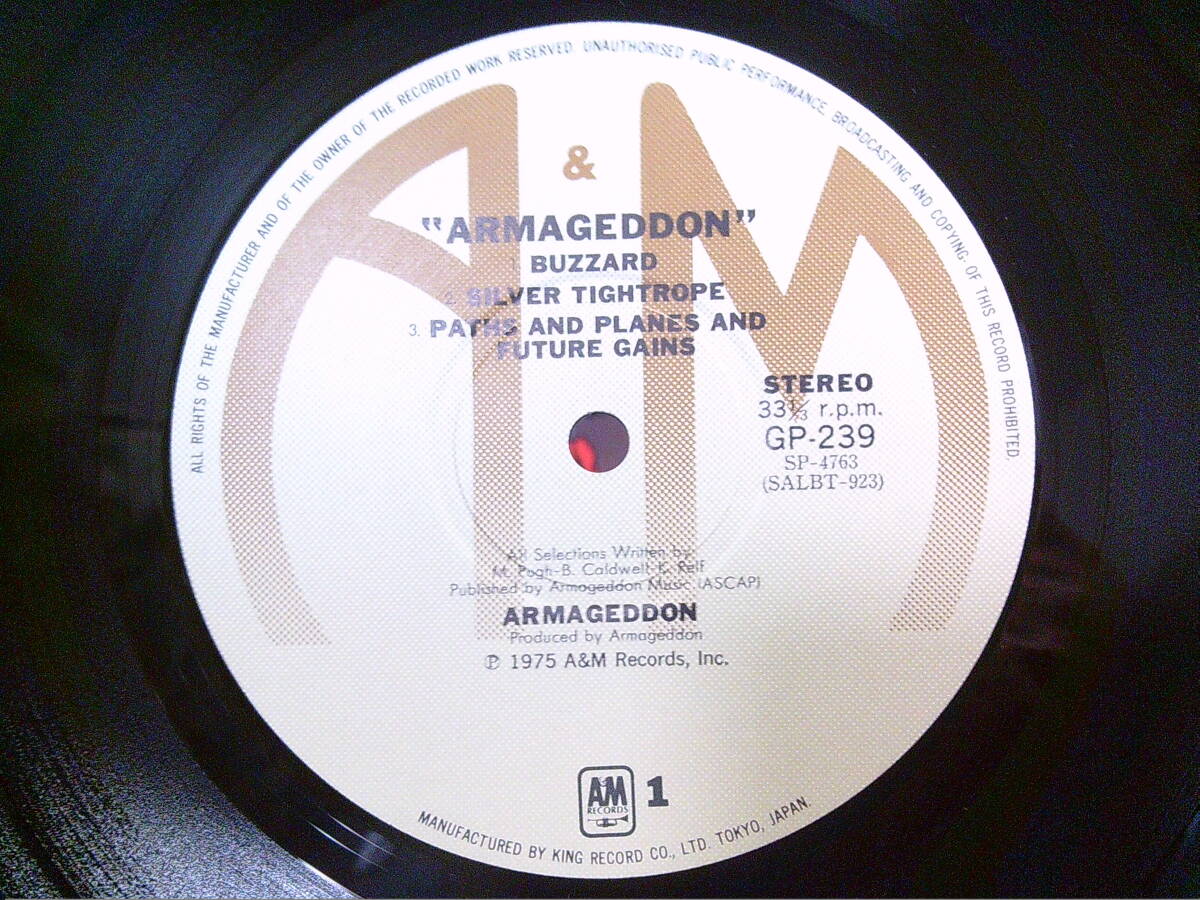 ALL RIGHTS OF THE MANUFACTURER AND OF THE OWNER OF THE RECORDED WORK RESERVED. UNAUTHORISED PUBLIC PERFORMANCE, BROADCASTING AND COPYING: OF THIS RECORD PROHIBITED.
A&M
"ARMAGEDDON"
BUZZARD
2. SILVER TIGHTROPE
3. PATHS AND PLANES AND
FUTURE GAINS
STEREO
33⅓ r.p.m.
GP-239
SP-4763
(SALBT-923)
All Selections Written by
M. Pugh-B. Caldwell-K. Relf
Published by Armageddon Music (ASCAP)
ARMAGEDDON
Produced by Armageddon
℗ 1975 A&M Records, Inc.
A&M
RECORDS
1
MANUFACTURED BY KING RECORD CO., LTD. TOKYO, JAPAN.